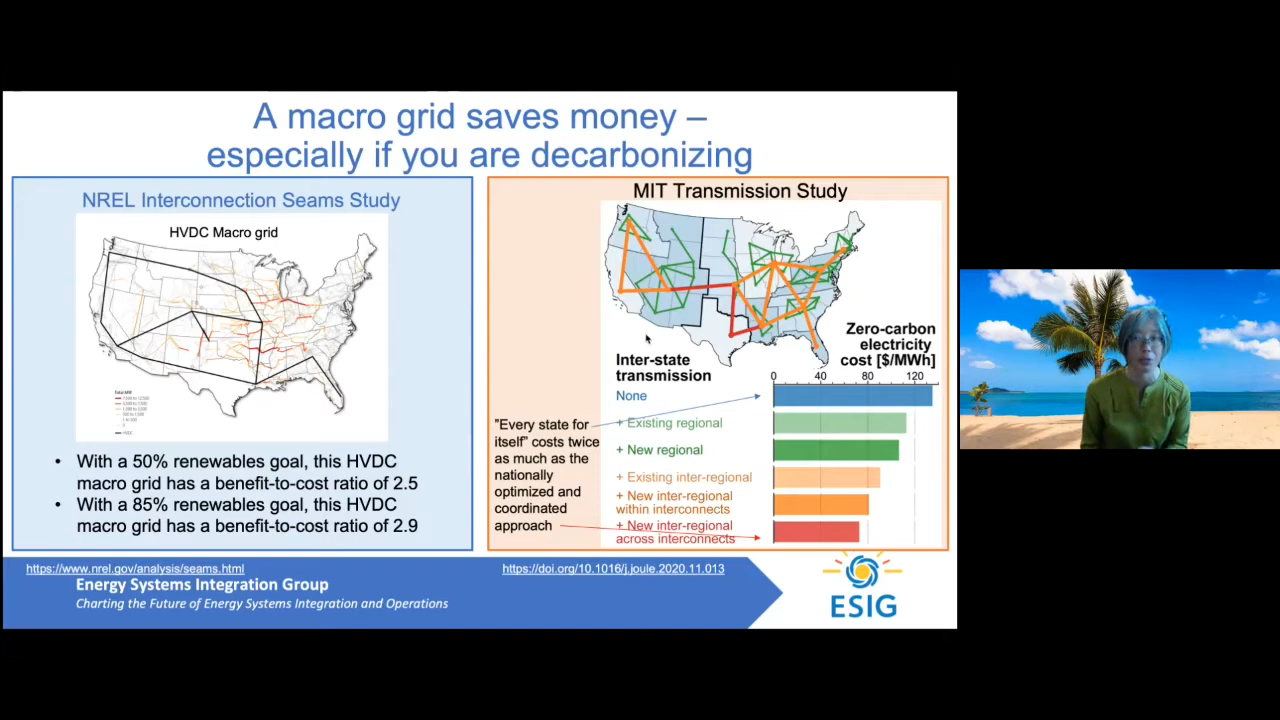 A macro grid saves money –
especially if you are decarbonizing
NREL Interconnection Seams Study
HVDC Macro grid
Total MW
HVDC
• With a 50% renewables goal, this HVDC
macro grid has a benefit-to-cost ratio of 2.5
• With a 85% renewables goal, this HVDC
macro grid has a benefit-to-cost ratio of 2.9
MIT Transmission Study
Zero-carbon
electricity
cost [$/MWh]
Inter-state
transmission
0 40 80 120
None
+ Existing regional
+ New regional
+ Existing inter-regional
+ New inter-regional
within interconnects
+ New inter-regional
across interconnects
"Every state for
itself" costs twice
as much as the
nationally
optimized and
coordinated
approach
https://www.nrel.gov/analysis/seams.html
https://doi.org/10.1016/j.joule.2020.11.013
Energy Systems Integration Group
Charting the Future of Energy Systems Integration and Operations
ESIG